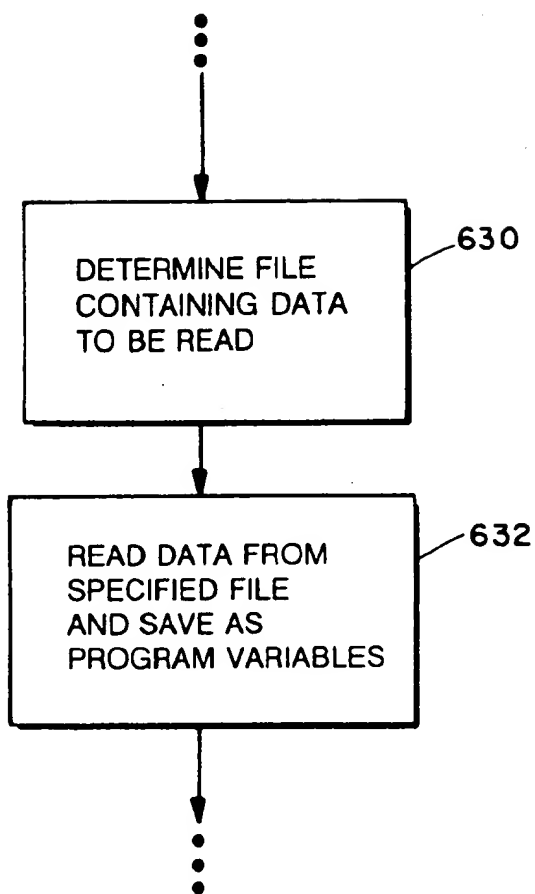 630
DETERMINE FILE
CONTAINING DATA
TO BE READ
632
READ DATA FROM
SPECIFIED FILE
AND SAVE AS
PROGRAM VARIABLES